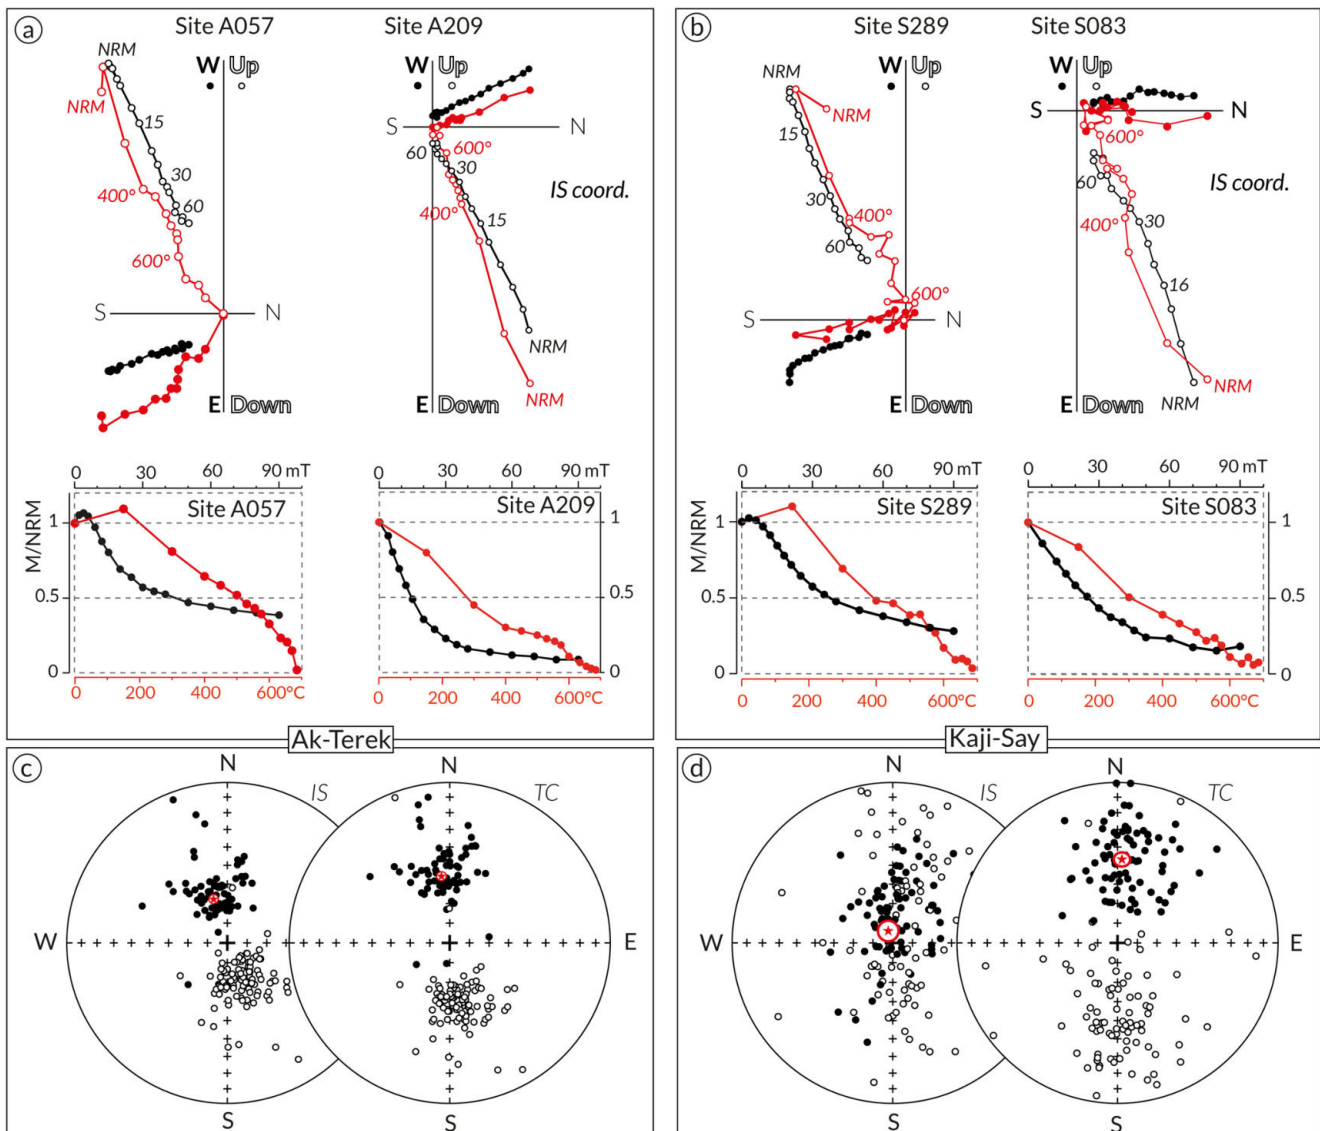 a
Site A057
Site A209
NRM
W Up
W Up
NRM
15
S
N
30
400°
60
600°
S
N
60
600°
30
400°
15
IS coord.
NRM
NRM
E Down
E Down
0
30
60
90 mT
0
30
60
90 mT
Site A057
Site A209
M/NRM
1
0.5
0
1
0.5
0
0
200
400
600°C
0
200
400
600°C
b
Site S289
Site S083
NRM
W Up
W Up
NRM
15
S
N
600°
30
400°
60
60
30
400°
IS coord.
600°
S
N
16
NRM
NRM
E Down
E Down
0
30
60
90 mT
0
30
60
90 mT
Site S289
Site S083
M/NRM
1
0.5
0
1
0.5
0
0
200
400
600°C
0
200
400
600°C
Ak-Terek
Kaji-Say
c
N
IS
N
TC
W
E
S
S
d
N
IS
N
TC
W
E
S
S